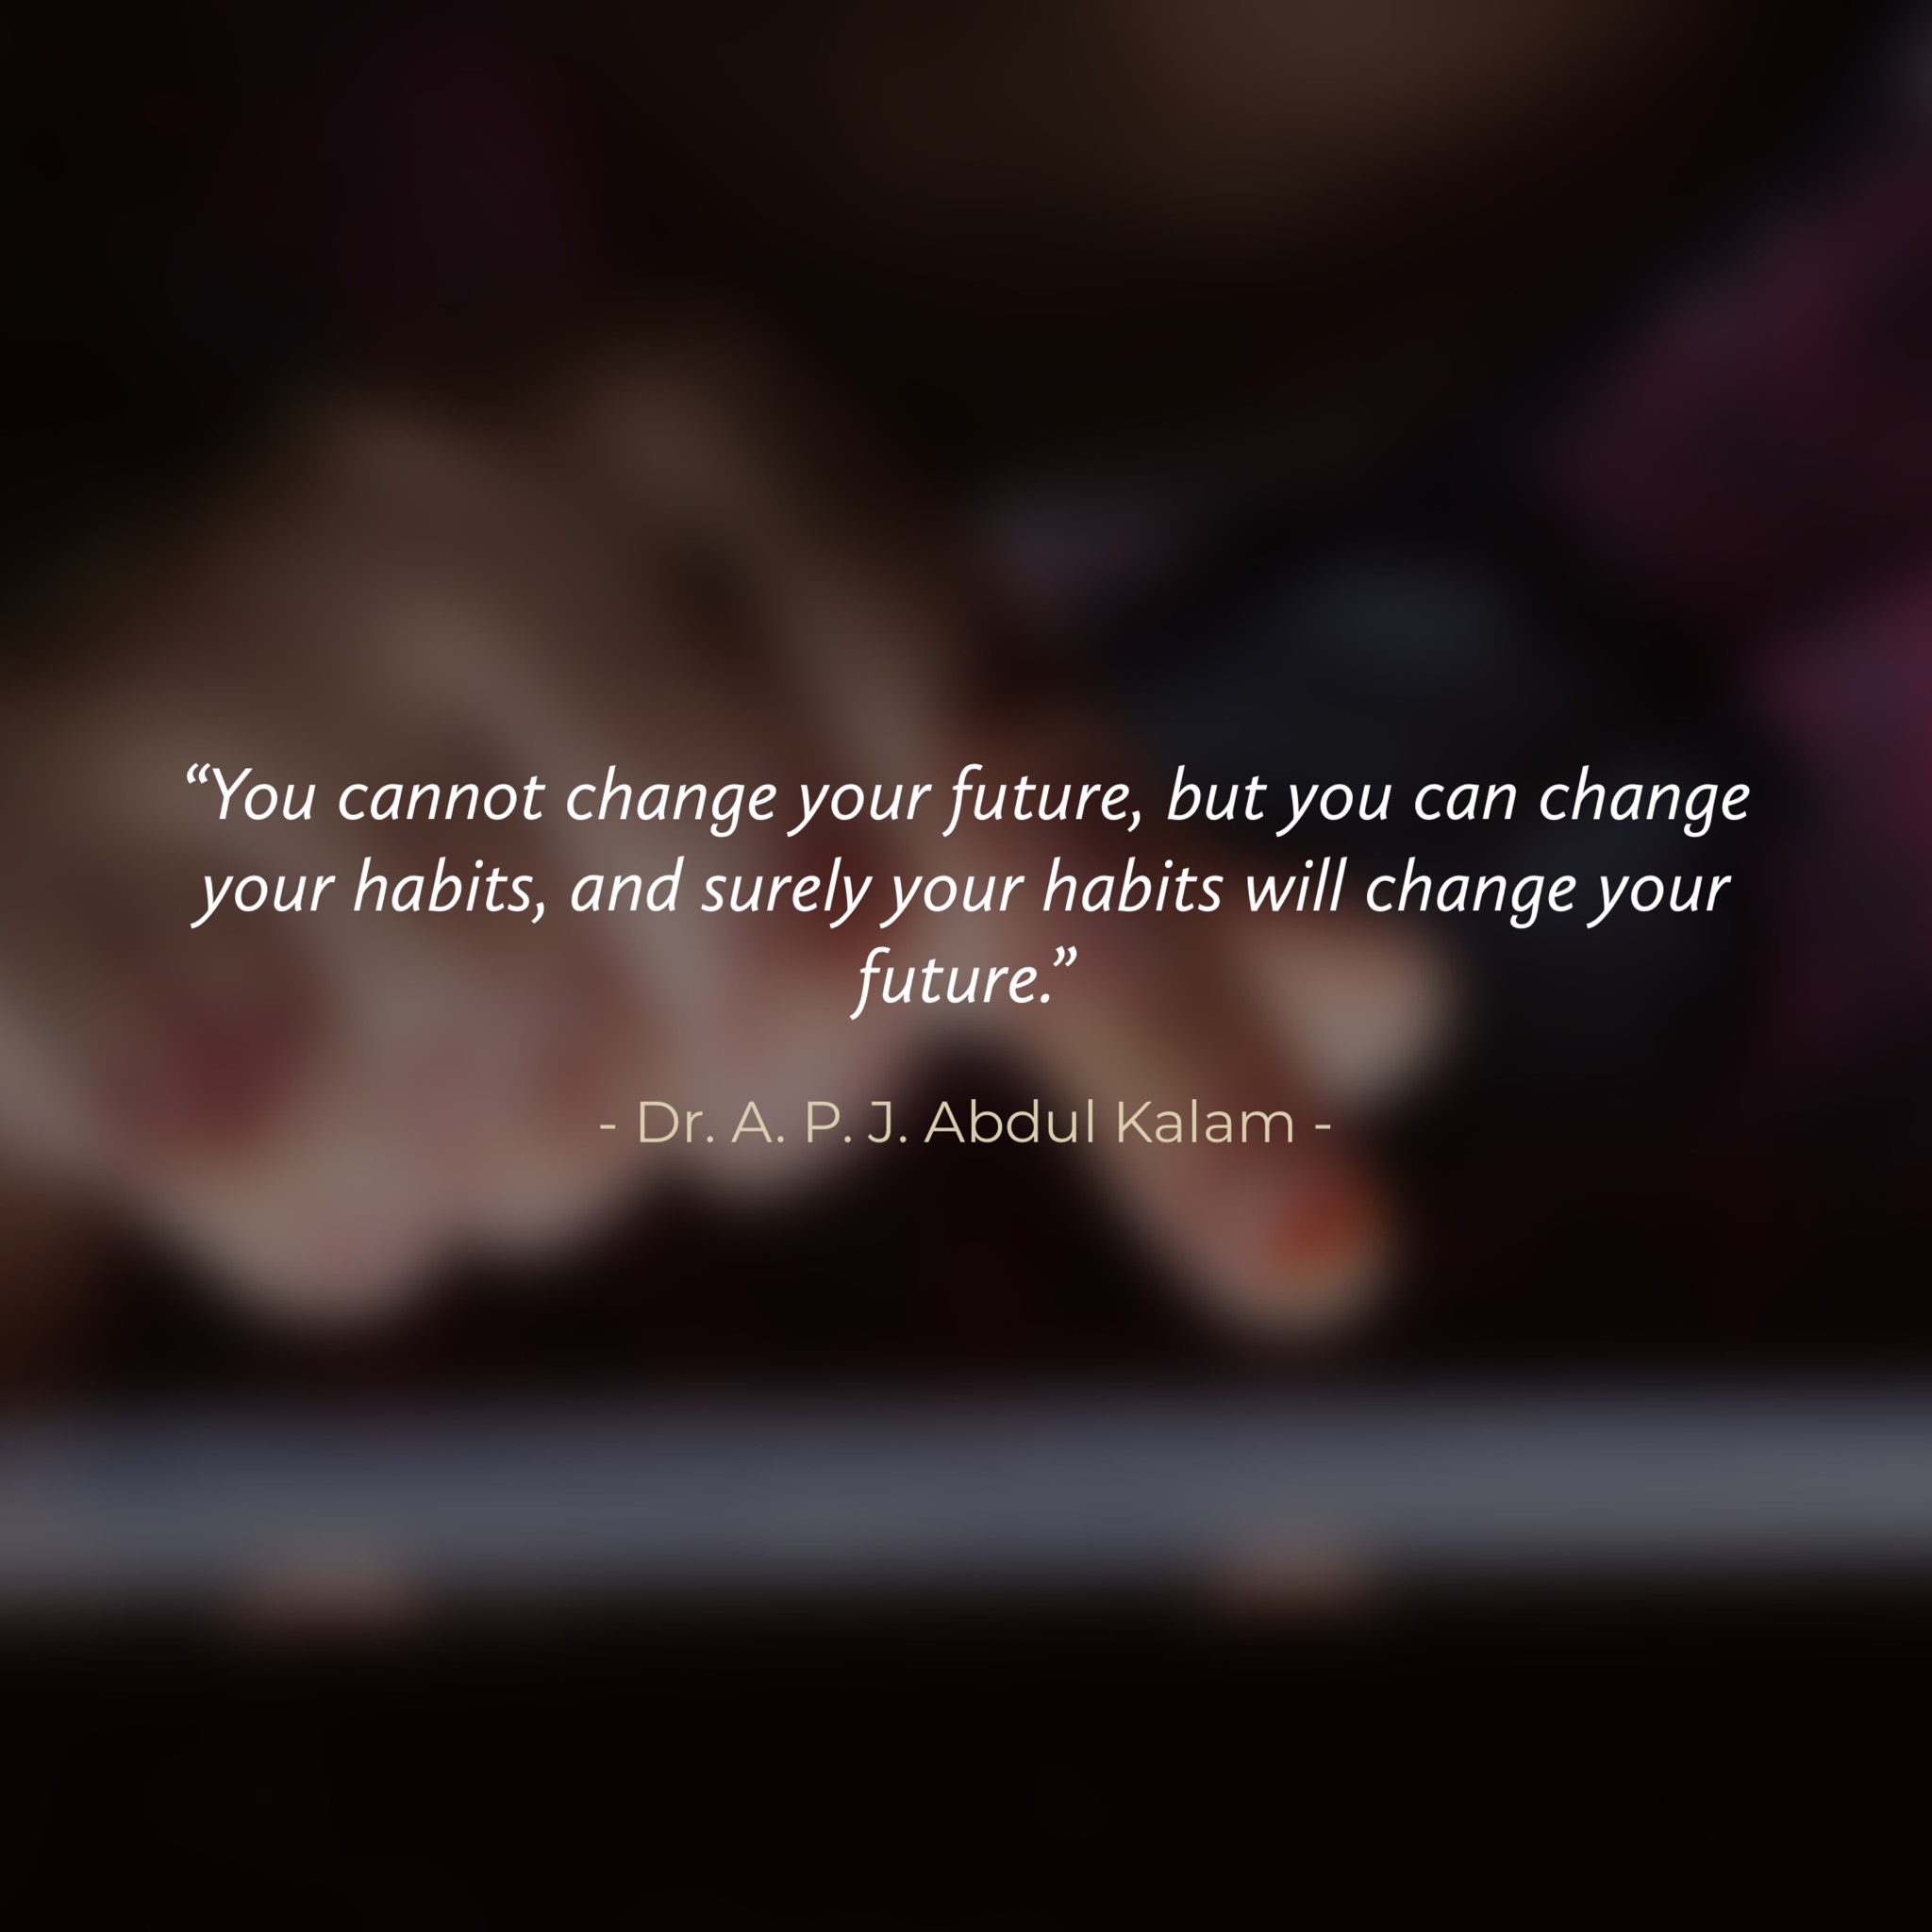 “You cannot change your future, but you can change
your habits, and surely your habits will change your
future.”
- Dr. A. P. J. Abdul Kalam -